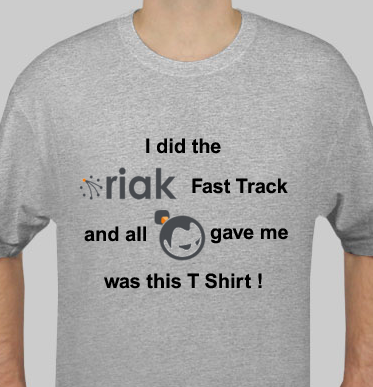 I did the
riak Fast Track
and all gave me
was this T Shirt !